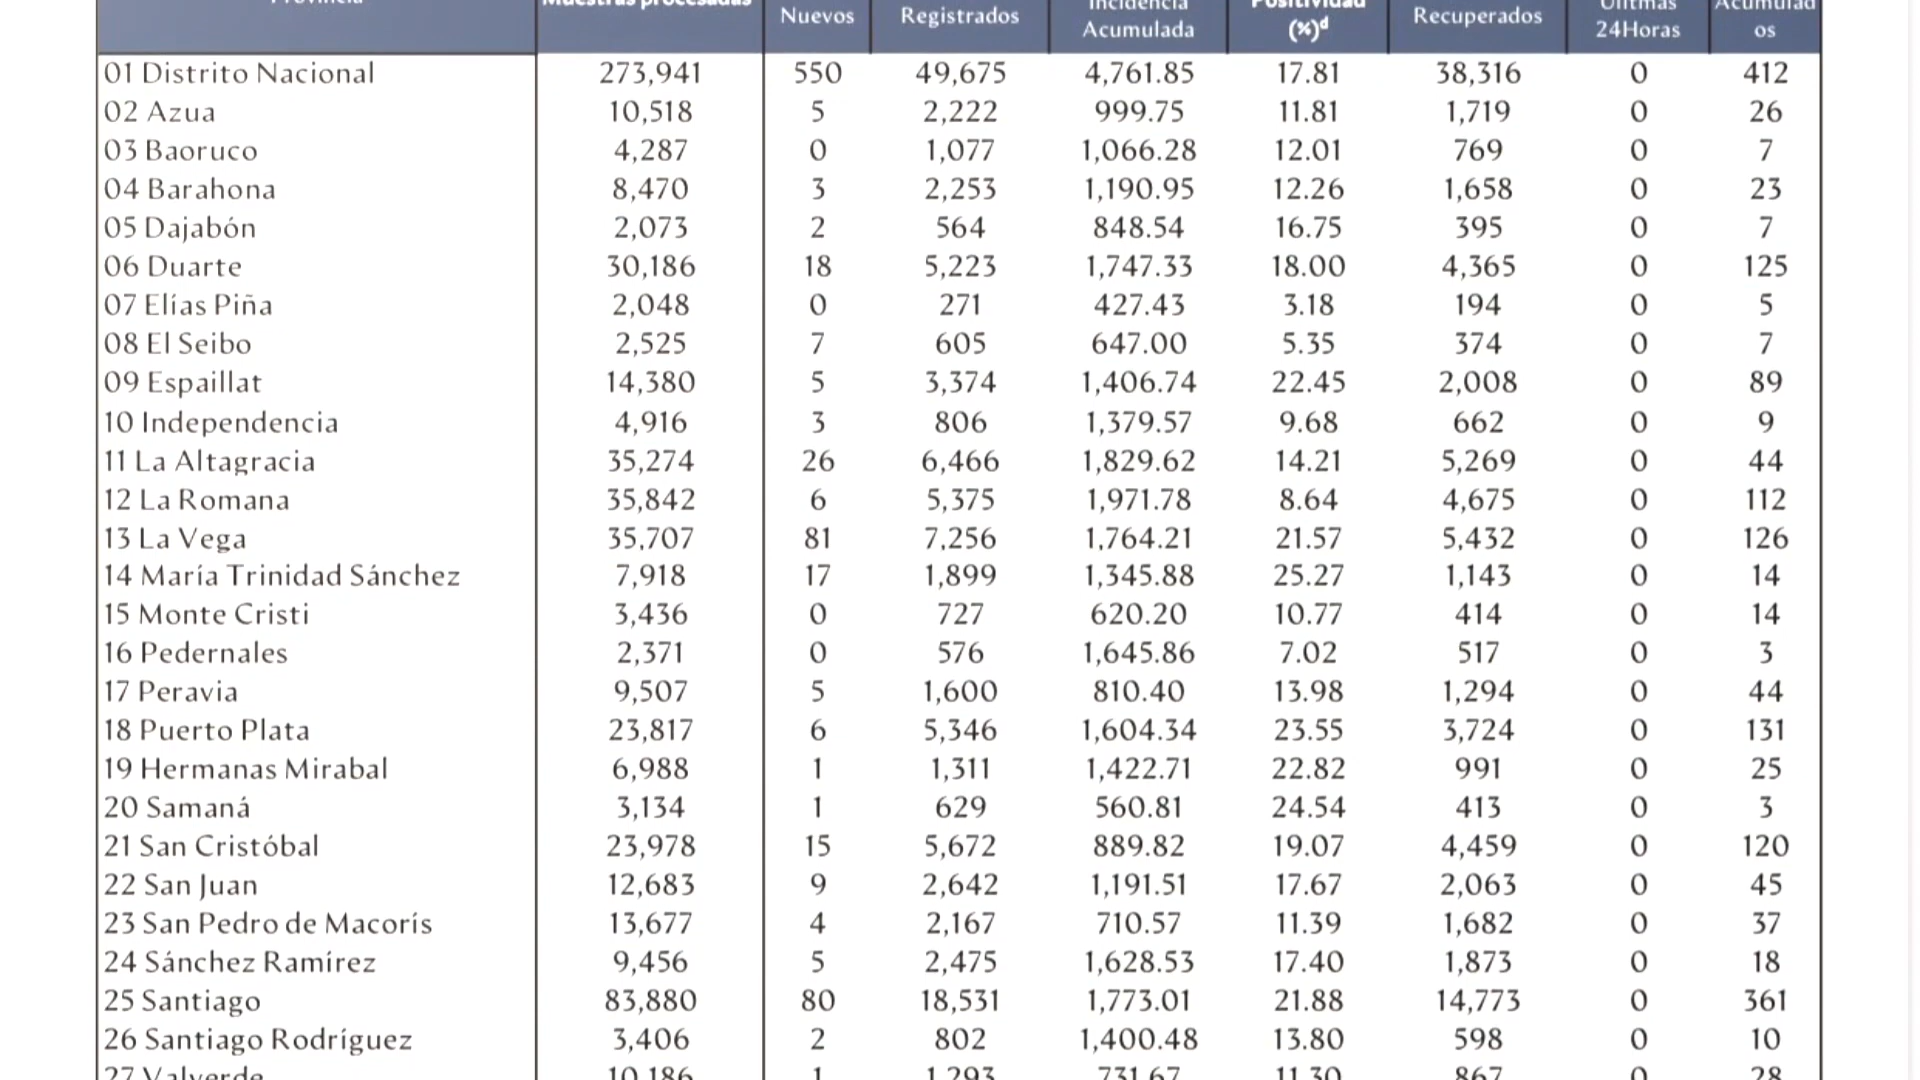 Provincia Muestras procesadas Nuevos Registrados Incidencia Acumulada Positividad (%)ᵈ Recuperados 24Horas Acumulad os
01 Distrito Nacional 273,941 550 49,675 4,761.85 17.81 38,316 0 412
02 Azua 10,518 5 2,222 999.75 11.81 1,719 0 26
03 Baoruco 4,287 0 1,077 1,066.28 12.01 769 0 7
04 Barahona 8,470 3 2,253 1,190.95 12.26 1,658 0 23
05 Dajabón 2,073 2 564 848.54 16.75 395 0 7
06 Duarte 30,186 18 5,223 1,747.33 18.00 4,365 0 125
07 Elías Piña 2,048 0 271 427.43 3.18 194 0 5
08 El Seibo 2,525 7 605 647.00 5.35 374 0 7
09 Espaillat 14,380 5 3,374 1,406.74 22.45 2,008 0 89
10 Independencia 4,916 3 806 1,379.57 9.68 662 0 9
11 La Altagracia 35,274 26 6,466 1,829.62 14.21 5,269 0 44
12 La Romana 35,842 6 5,375 1,971.78 8.64 4,675 0 112
13 La Vega 35,707 81 7,256 1,764.21 21.57 5,432 0 126
14 María Trinidad Sánchez 7,918 17 1,899 1,345.88 25.27 1,143 0 14
15 Monte Cristi 3,436 0 727 620.20 10.77 414 0 14
16 Pedernales 2,371 0 576 1,645.86 7.02 517 0 3
17 Peravia 9,507 5 1,600 810.40 13.98 1,294 0 44
18 Puerto Plata 23,817 6 5,346 1,604.34 23.55 3,724 0 131
19 Hermanas Mirabal 6,988 1 1,311 1,422.71 22.82 991 0 25
20 Samaná 3,134 1 629 560.81 24.54 413 0 3
21 San Cristóbal 23,978 15 5,672 889.82 19.07 4,459 0 120
22 San Juan 12,683 9 2,642 1,191.51 17.67 2,063 0 45
23 San Pedro de Macorís 13,677 4 2,167 710.57 11.39 1,682 0 37
24 Sánchez Ramírez 9,456 5 2,475 1,628.53 17.40 1,873 0 18
25 Santiago 83,880 80 18,531 1,773.01 21.88 14,773 0 361
26 Santiago Rodríguez 3,406 2 802 1,400.48 13.80 598 0 10
27 Valverde 10,186 1 1,293 731.67 11.30 867 0 28